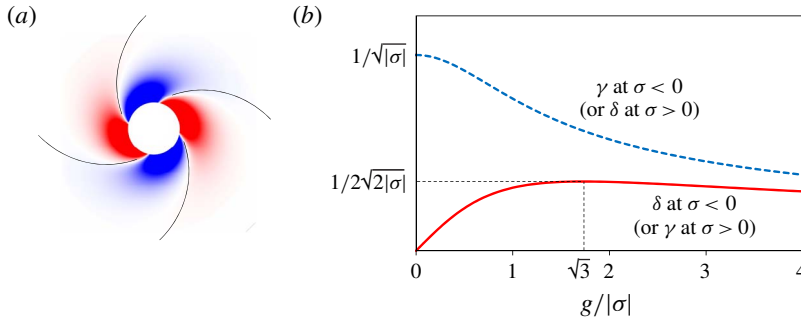 (a)
(b)
1/√|σ|
γ at σ < 0
(or δ at σ > 0)
1/2√2|σ|
δ at σ < 0
(or γ at σ > 0)
0 1 √3 2 3 4
g/|σ|